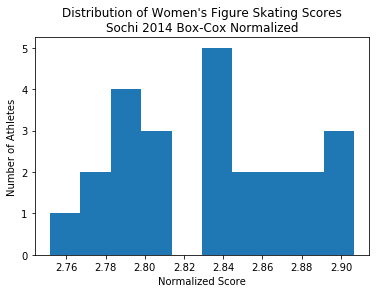 Distribution of Women's Figure Skating Scores
Sochi 2014 Box-Cox Normalized
5
4
3
2
1
0
Number of Athletes
2.76 2.78 2.80 2.82 2.84 2.86 2.88 2.90
Normalized Score